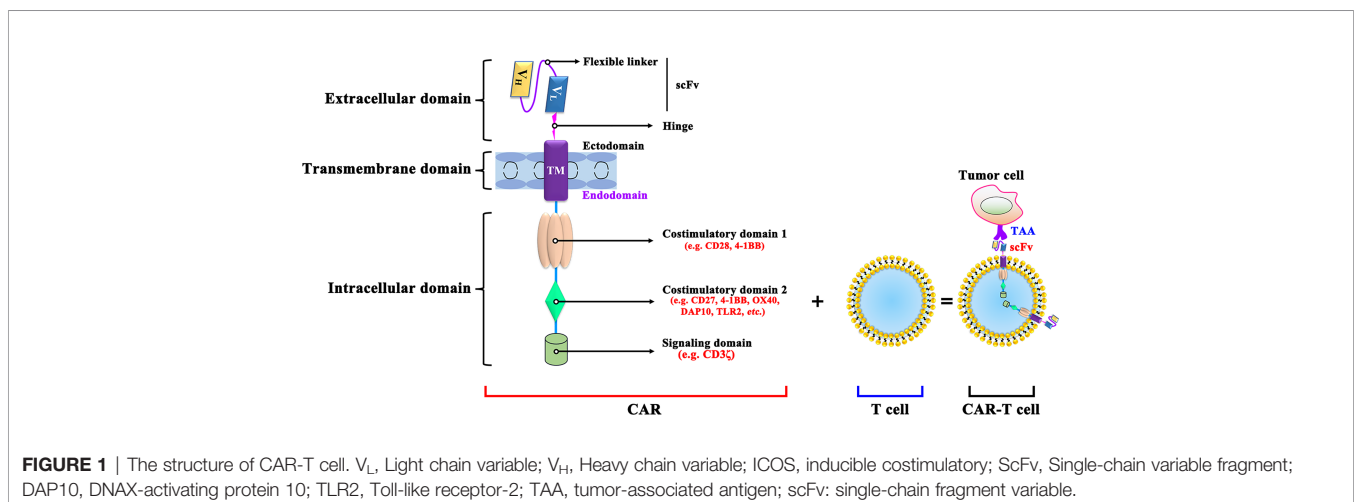 Extracellular domain
V_H
V_L
Flexible linker
scFv
Hinge
Transmembrane domain
Ectodomain
TM
Endodomain
Intracellular domain
Costimulatory domain 1
(e.g. CD28, 4-1BB)
Costimulatory domain 2
(e.g. CD27, 4-1BB, OX40,
DAP10, TLR2, etc.)
Signaling domain
(e.g. CD3ζ)
CAR
+
T cell
=
Tumor cell
TAA
scFv
CAR-T cell
FIGURE 1 | The structure of CAR-T cell. V_L, Light chain variable; V_H, Heavy chain variable; ICOS, inducible costimulatory; ScFv, Single-chain variable fragment;
DAP10, DNAX-activating protein 10; TLR2, Toll-like receptor-2; TAA, tumor-associated antigen; scFv: single-chain fragment variable.